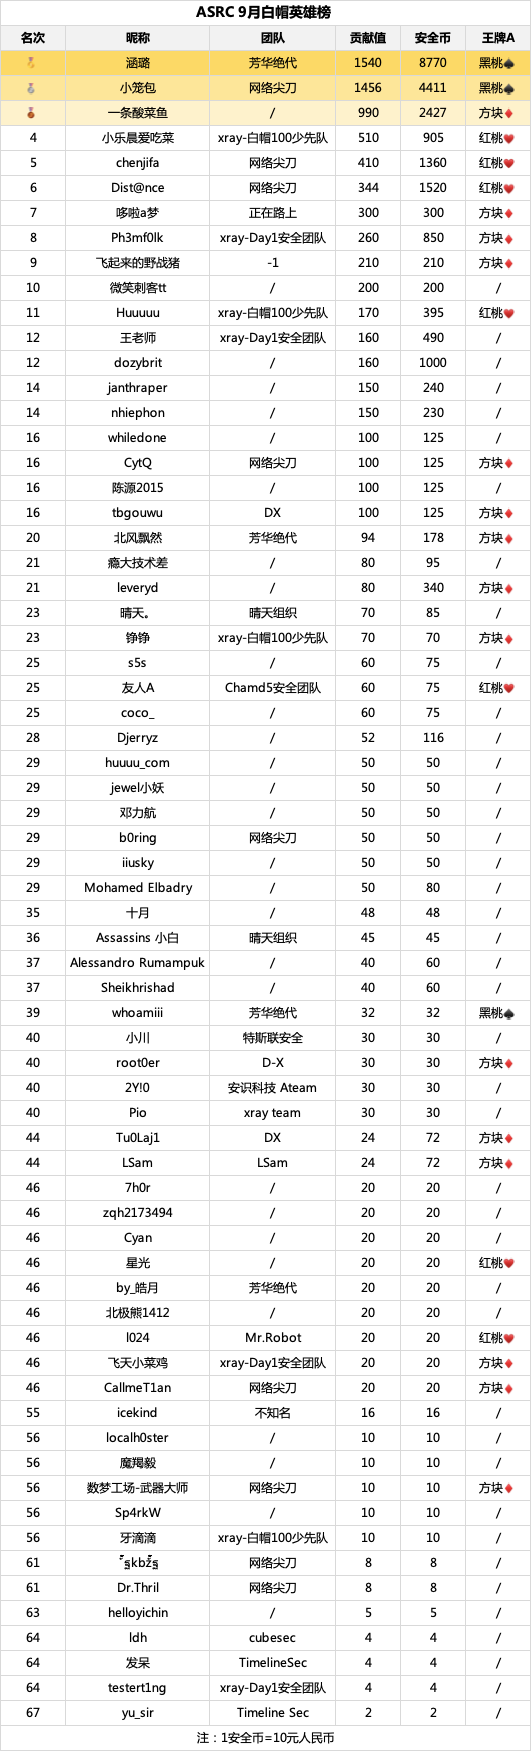 ASRC 9月白帽英雄榜
名次 昵称 团队 贡献值 安全币 王牌A
涵璐 芳华绝代 1540 8770 黑桃♠
小笼包 网络尖刀 1456 4411 黑桃♠
一条酸菜鱼 / 990 2427 方块♦
4 小乐晨爱吃菜 xray-白帽100少先队 510 905 红桃♥
5 chenjifa 网络尖刀 410 1360 红桃♥
6 Dist@nce 网络尖刀 344 1520 红桃♥
7 哆啦a梦 正在路上 300 300 方块♦
8 Ph3mf0lk xray-Day1安全团队 260 850 方块♦
9 飞起来的野战猪 -1 210 210 方块♦
10 微笑刺客tt / 200 200 /
11 Huuuuu xray-白帽100少先队 170 395 红桃♥
12 王老师 xray-Day1安全团队 160 490 /
12 dozybrit / 160 1000 /
14 janthraper / 150 240 /
14 nhiephon / 150 230 /
16 whiledone / 100 125 /
16 CytQ 网络尖刀 100 125 方块♦
16 陈源2015 / 100 125 /
16 tbgouwu DX 100 125 方块♦
20 北风飘然 芳华绝代 94 178 方块♦
21 瘾大技术差 / 80 95 /
21 leveryd / 80 340 方块♦
23 晴天。 晴天组织 70 85 /
23 铮铮 xray-白帽100少先队 70 70 方块♦
25 s5s / 60 75 /
25 友人A Chamd5安全团队 60 75 红桃♥
25 coco_ / 60 75 /
28 Djerryz / 52 116 /
29 huuuu_com / 50 50 /
29 jewel小妖 / 50 50 /
29 邓力航 / 50 50 /
29 b0ring 网络尖刀 50 50 /
29 iiusky / 50 50 /
29 Mohamed Elbadry / 50 80 /
35 十月 / 48 48 /
36 Assassins 小白 晴天组织 45 45 /
37 Alessandro Rumampuk / 40 60 /
37 Sheikhrishad / 40 60 /
39 whoamiii 芳华绝代 32 32 黑桃♠
40 小川 特斯联安全 30 30 /
40 root0er D-X 30 30 方块♦
40 2Y!0 安识科技 Ateam 30 30 /
40 Pio xray team 30 30 /
44 Tu0Laj1 DX 24 72 方块♦
44 LSam LSam 24 72 方块♦
46 7h0r / 20 20 /
46 zqh2173494 / 20 20 /
46 Cyan / 20 20 /
46 星光 / 20 20 红桃♥
46 by_皓月 芳华绝代 20 20 /
46 北极熊1412 / 20 20 /
46 l024 Mr.Robot 20 20 红桃♥
46 飞天小菜鸡 xray-Day1安全团队 20 20 方块♦
46 CallmeT1an 网络尖刀 20 20 方块♦
55 icekind 不知名 16 16 /
56 localh0ster / 10 10 /
56 魔羯毅 / 10 10 /
56 数梦工场-武器大师 网络尖刀 10 10 方块♦
56 Sp4rkW / 10 10 /
56 牙滴滴 xray-白帽100少先队 10 10 /
61 网络尖刀 8 8 /
61 Dr.Thril 网络尖刀 8 8 /
63 helloyichin / 5 5 /
64 ldh cubesec 4 4 /
64 发呆 TimelineSec 4 4 /
64 testert1ng xray-Day1安全团队 4 4 /
67 yu_sir Timeline Sec 2 2 /
注：1安全币=10元人民币